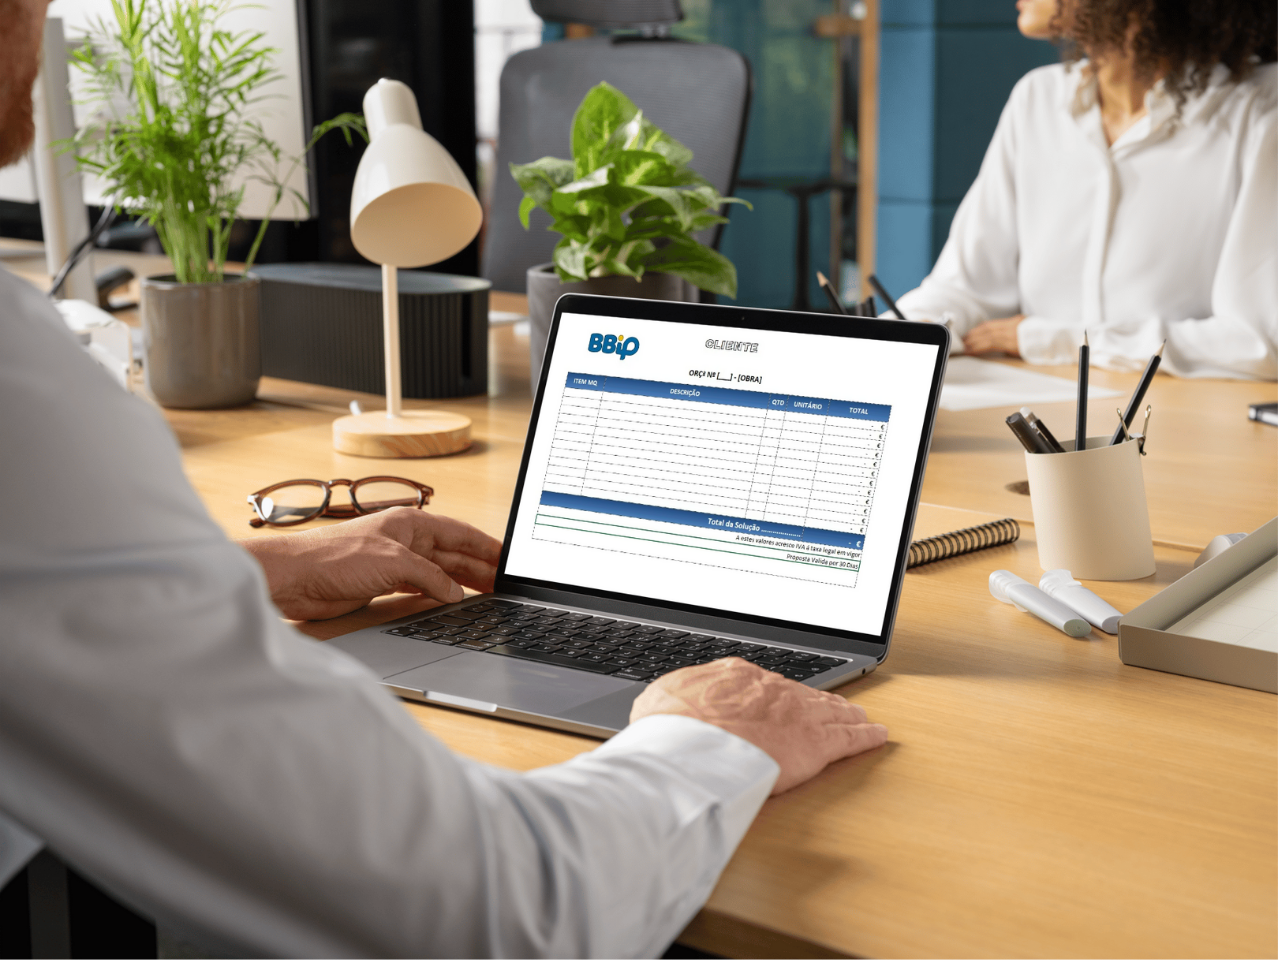 BBiP
CLIENTE
ORÇº Nº [___] - [OBRA]
ITEM MQ DESCRIÇÃO QTD UNITÁRIO TOTAL
€
€
€
€
€
€
€
€
€
- €
Total da Solução ....................
- €
A estes valores acresce IVA á taxa legal em vigor
Proposta Valida por 30 Dias